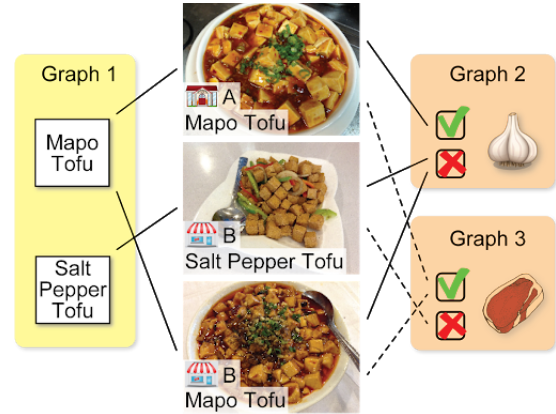 Graph 1
Mapo
Tofu
Salt
Pepper
Tofu
A
Mapo Tofu
B
Salt Pepper Tofu
B
Mapo Tofu
Graph 2
Graph 3